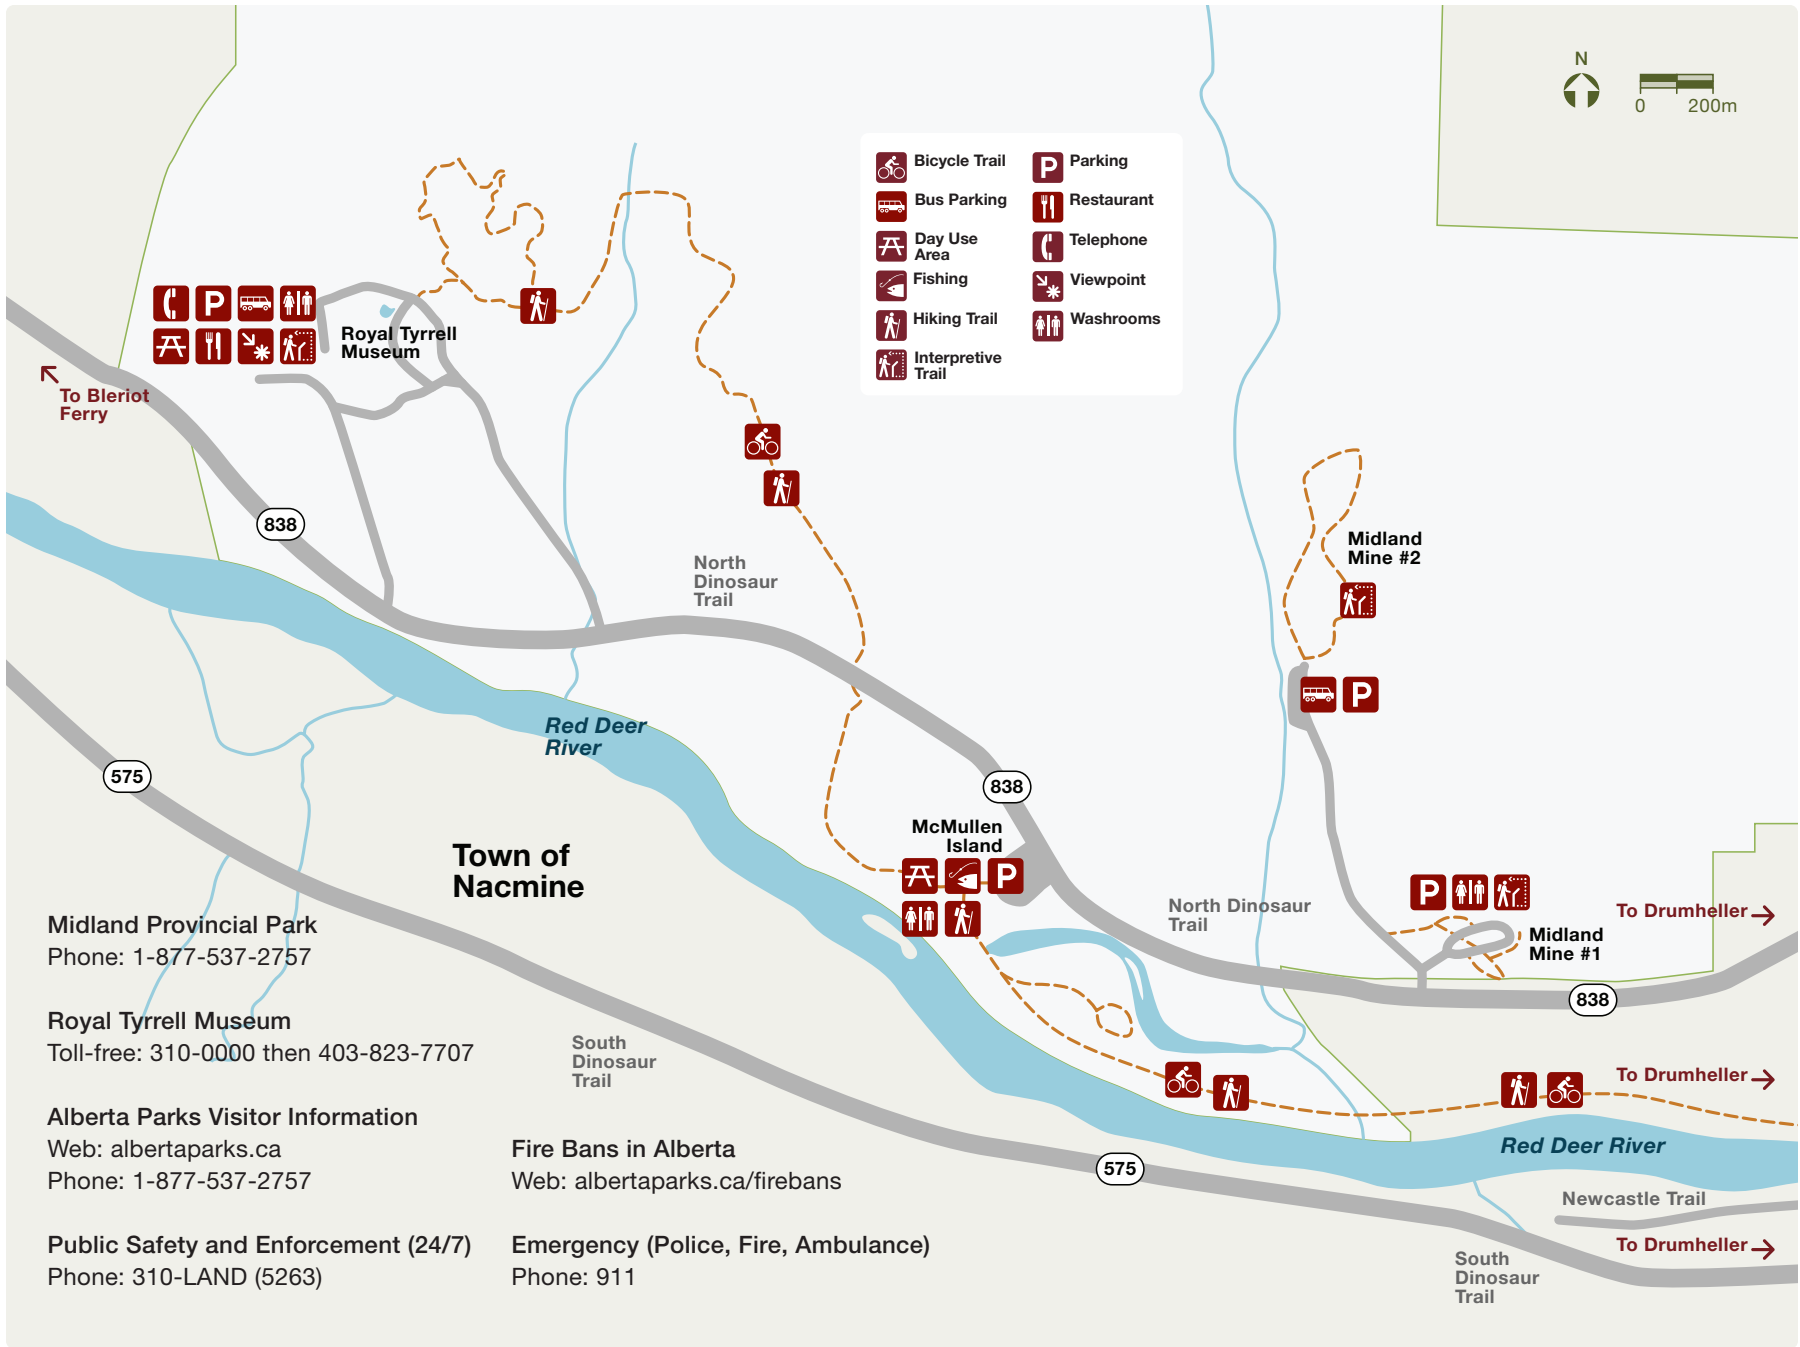 N
0 200m
Bicycle Trail
Bus Parking
Day Use
Area
Fishing
Hiking Trail
Interpretive
Trail
P Parking
Restaurant
Telephone
Viewpoint
Washrooms
P
Royal Tyrrell
Museum
To Bleriot
Ferry
838
North
Dinosaur
Trail
Midland
Mine #2
P
Red Deer
River
575
838
McMullen
Island
P
Town of
Nacmine
North Dinosaur
Trail
P
Midland
Mine #1
To Drumheller
838
South
Dinosaur
Trail
To Drumheller
Red Deer River
575
Newcastle Trail
To Drumheller
South
Dinosaur
Trail
Midland Provincial Park
Phone: 1-877-537-2757
Royal Tyrrell Museum
Toll-free: 310-0000 then 403-823-7707
Alberta Parks Visitor Information
Web: albertaparks.ca
Phone: 1-877-537-2757
Public Safety and Enforcement (24/7)
Phone: 310-LAND (5263)
Fire Bans in Alberta
Web: albertaparks.ca/firebans
Emergency (Police, Fire, Ambulance)
Phone: 911